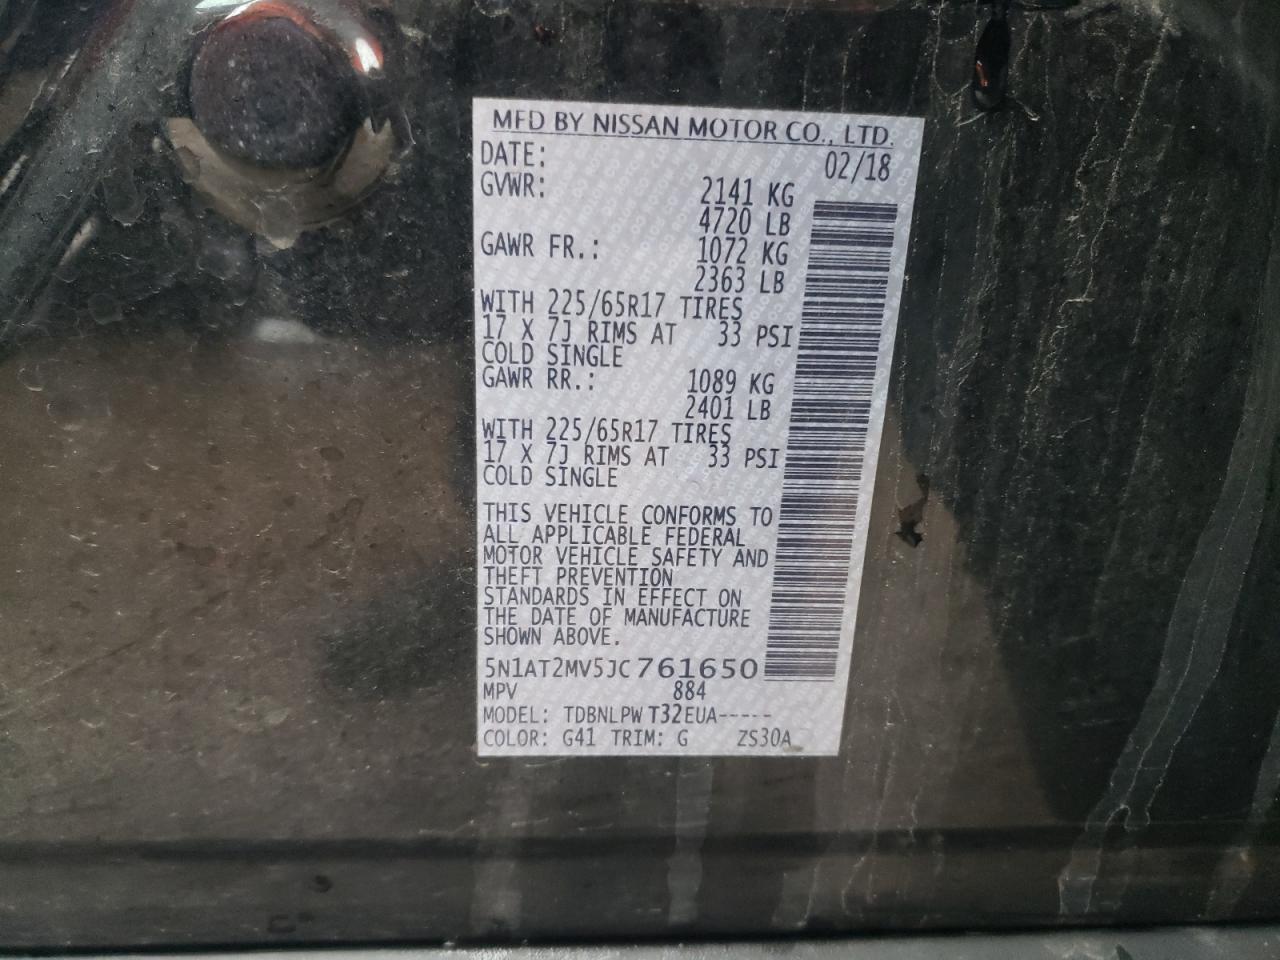 MFD BY NISSAN MOTOR CO., LTD.
DATE: 02/18
GVWR: 2141 KG
4720 LB
GAWR FR.: 1072 KG
2363 LB
WITH 225/65R17 TIRES
17 X 7J RIMS AT 33 PSI
COLD SINGLE
GAWR RR.: 1089 KG
2401 LB
WITH 225/65R17 TIRES
17 X 7J RIMS AT 33 PSI
COLD SINGLE
THIS VEHICLE CONFORMS TO
ALL APPLICABLE FEDERAL
MOTOR VEHICLE SAFETY AND
THEFT PREVENTION
STANDARDS IN EFFECT ON
THE DATE OF MANUFACTURE
SHOWN ABOVE.
5N1AT2MV5JC761650
MPV 884
MODEL: TDBNLPW T32EUA-----
COLOR: G41 TRIM: G ZS30A